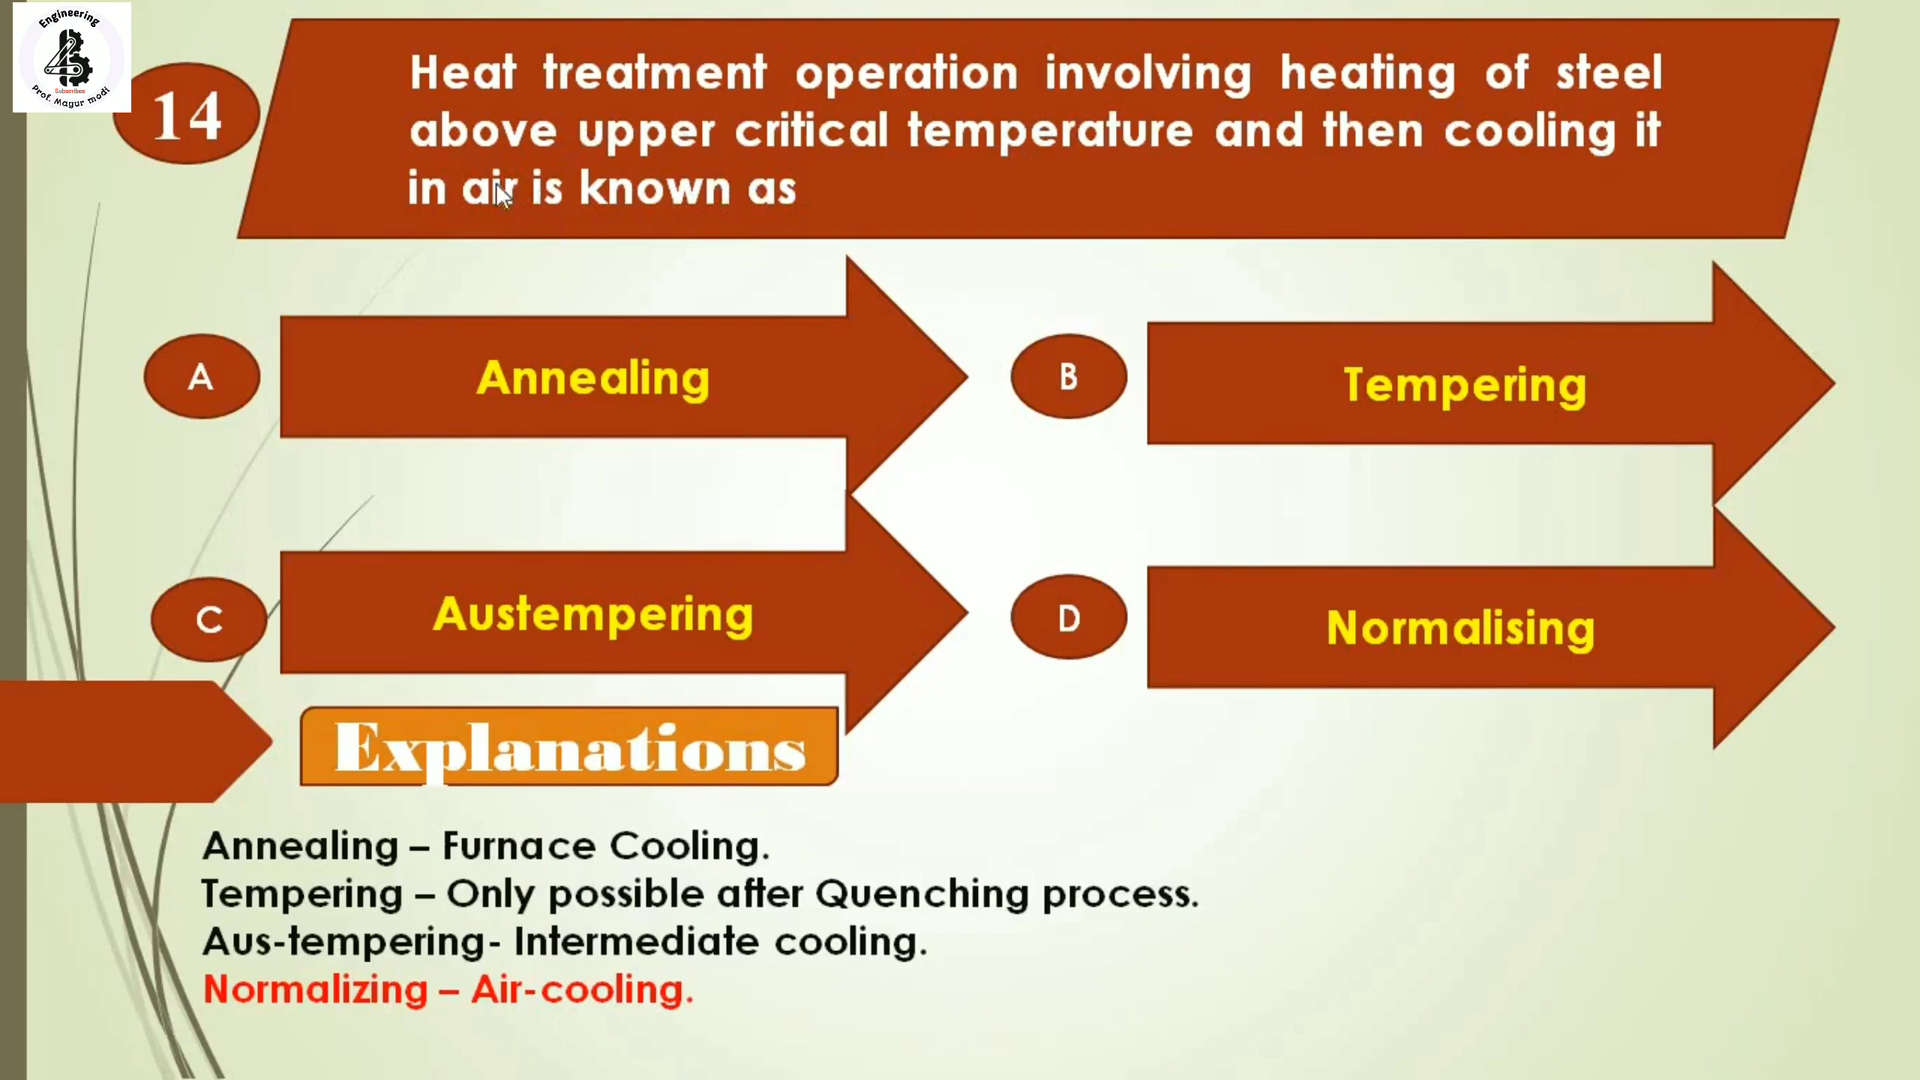 Engineering
Subscribes
Prof. Mayur modi
14
Heat treatment operation involving heating of steel
above upper critical temperature and then cooling it
in air is known as
A
Annealing
B
Tempering
C
Austempering
D
Normalising
Explanations
Annealing – Furnace Cooling.
Tempering – Only possible after Quenching process.
Aus-tempering- Intermediate cooling.
Normalizing – Air-cooling.